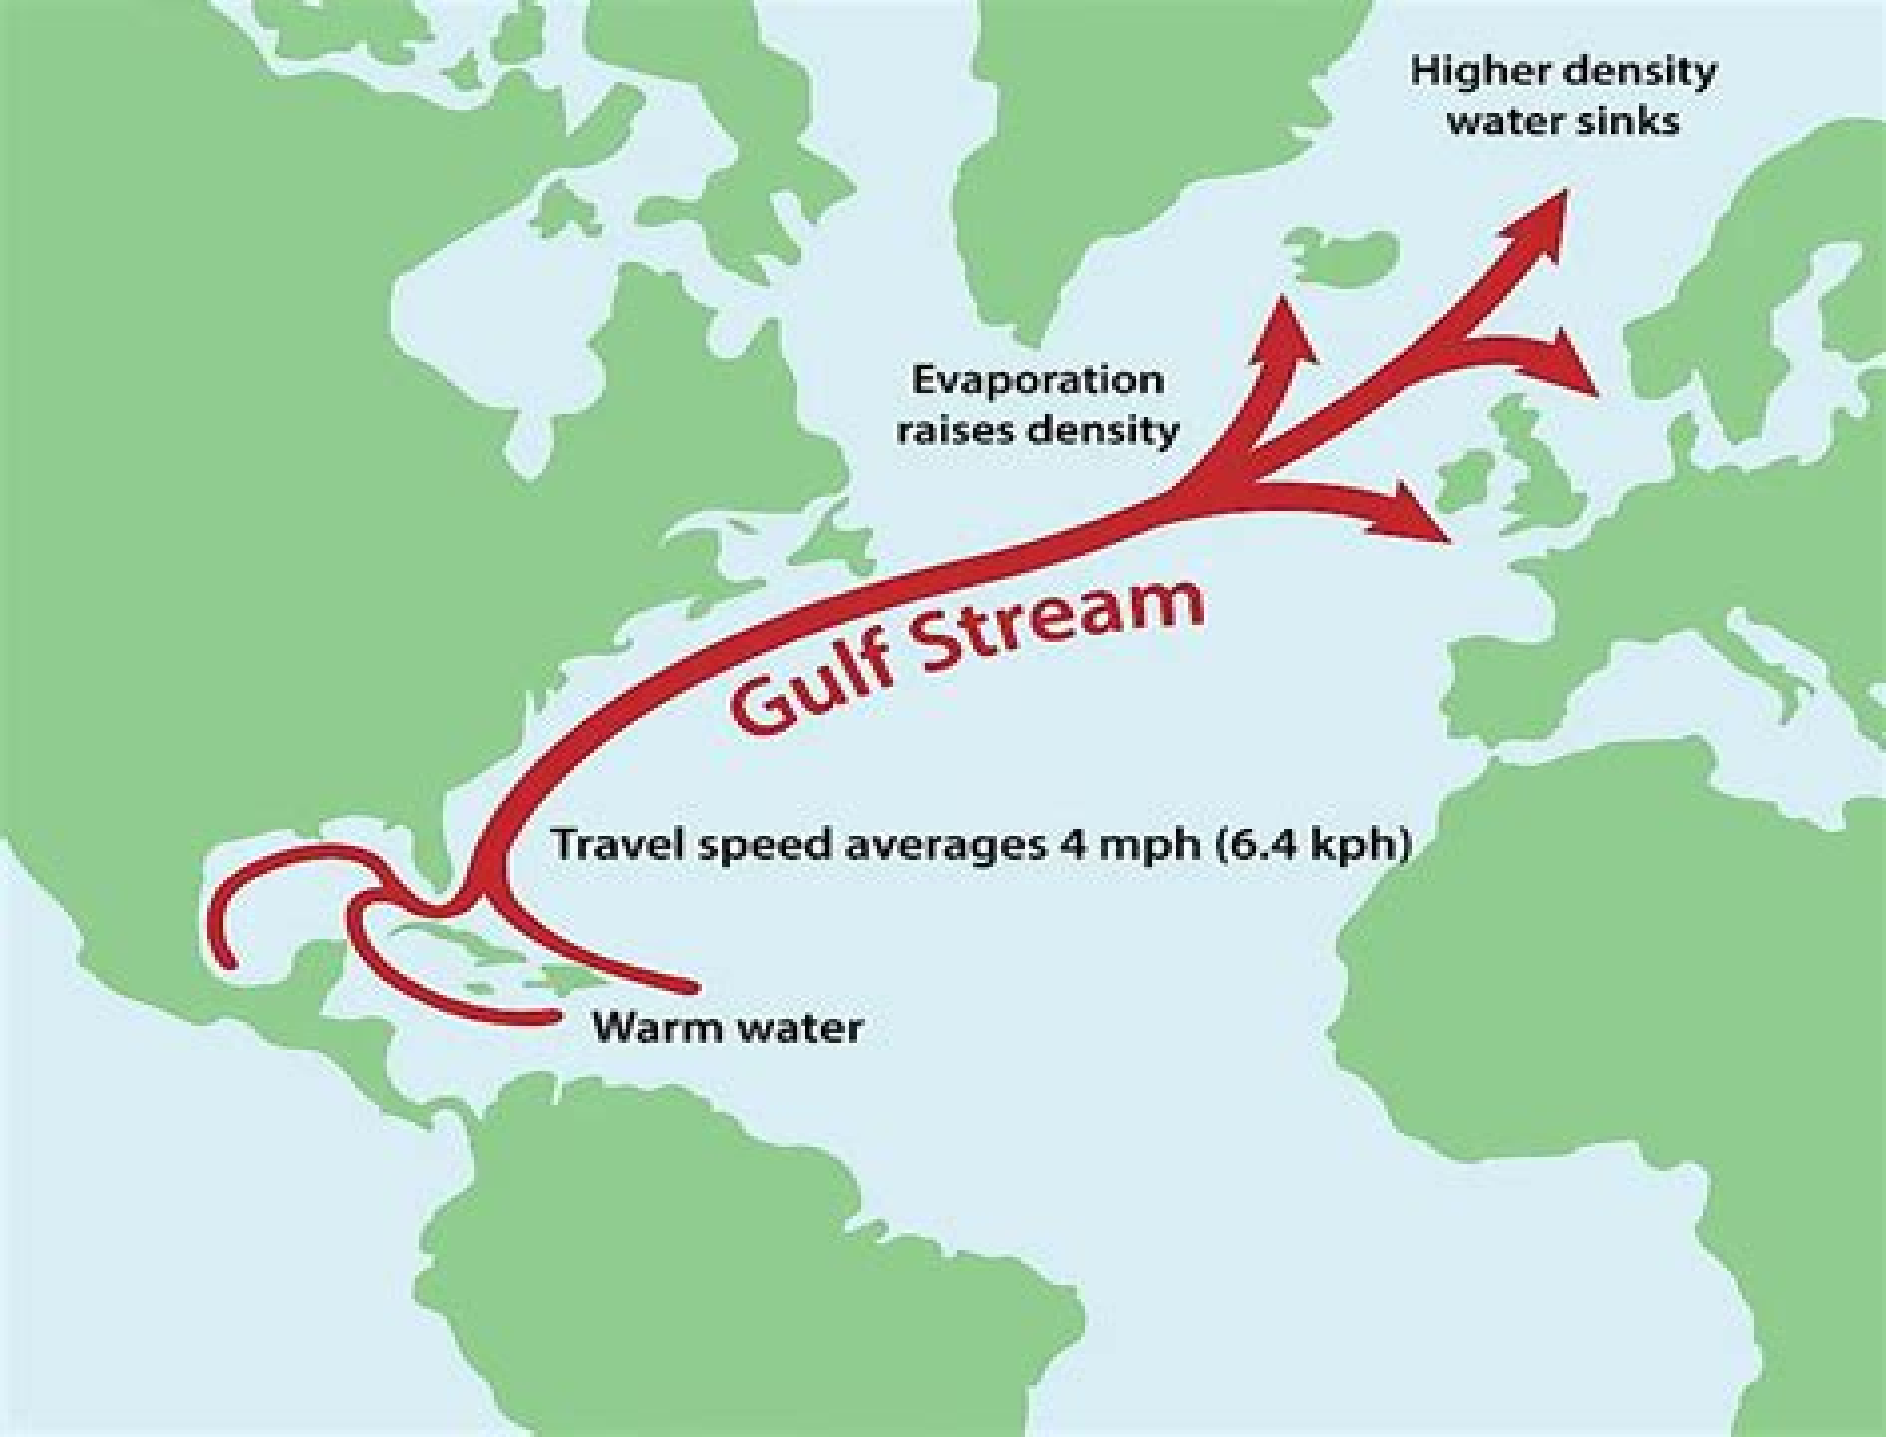 Higher density
water sinks
Evaporation
raises density
Gulf Stream
Travel speed averages 4 mph (6.4 kph)
Warm water